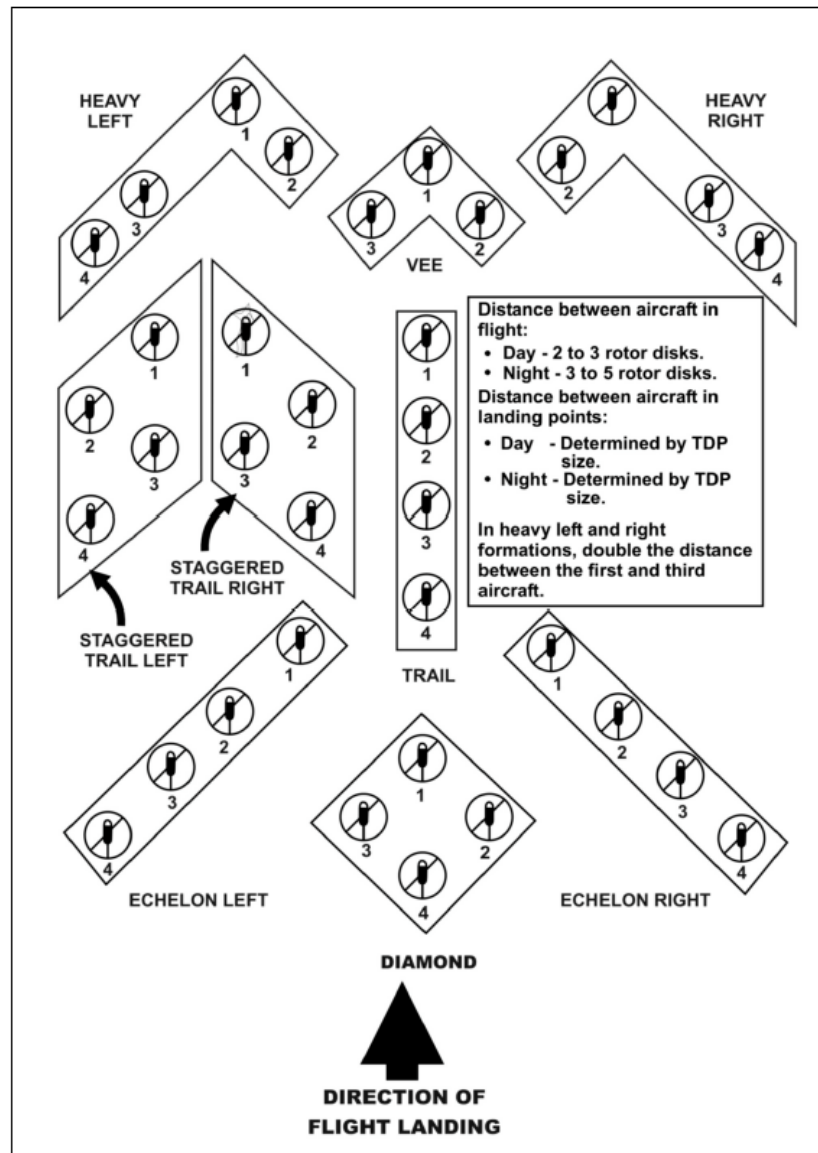 HEAVY
LEFT
1
2
3
4
1
3
2
VEE
HEAVY
RIGHT
2
3
4
1
2
3
4
STAGGERED
TRAIL LEFT
1
2
3
4
STAGGERED
TRAIL RIGHT
1
2
3
4
TRAIL
Distance between aircraft in
flight:
• Day - 2 to 3 rotor disks.
• Night - 3 to 5 rotor disks.
Distance between aircraft in
landing points:
• Day - Determined by TDP
size.
• Night - Determined by TDP
size.
In heavy left and right
formations, double the distance
between the first and third
aircraft.
1
2
3
4
ECHELON LEFT
1
3
2
4
DIAMOND
1
2
3
4
ECHELON RIGHT
DIRECTION OF
FLIGHT LANDING